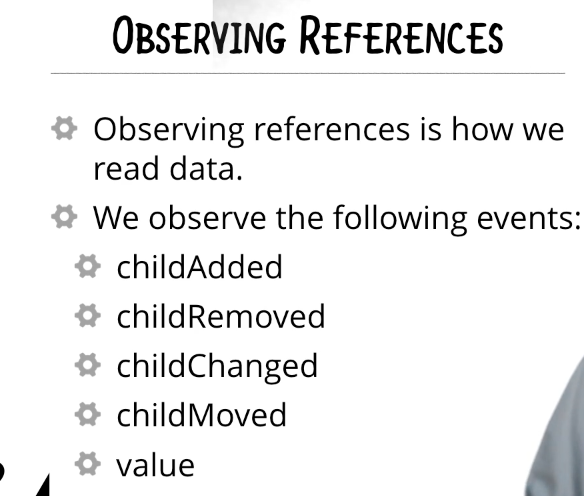 Observing References
Observing references is how we
read data.
We observe the following events:
childAdded
childRemoved
childChanged
childMoved
value